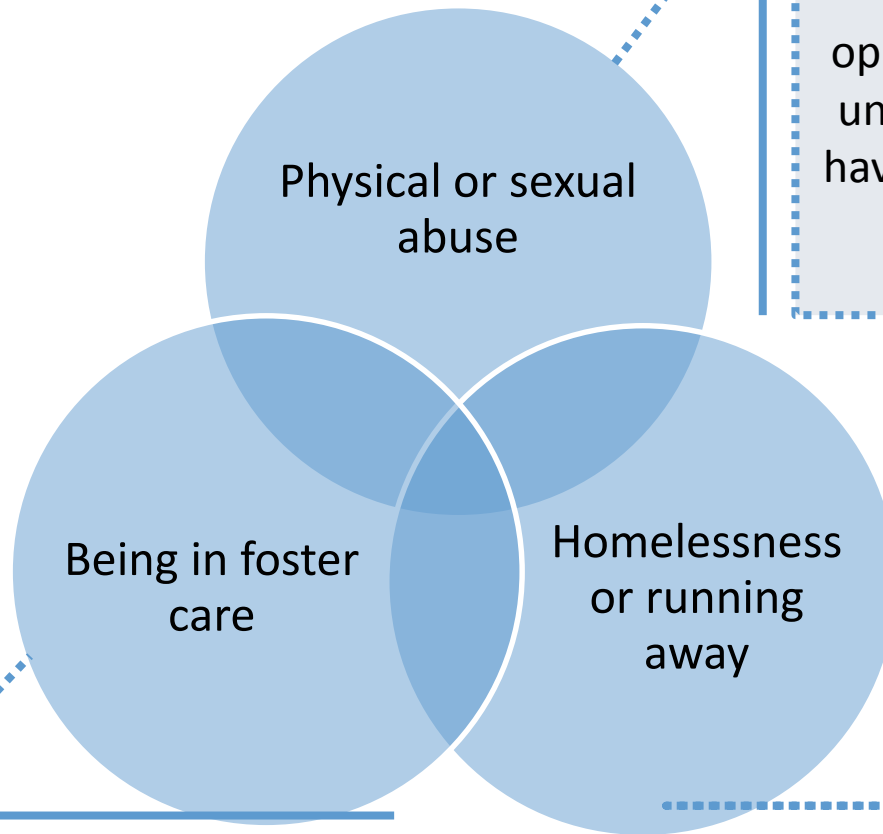 Physical or sexual
abuse
Being in foster
care
Homelessness
or running
away